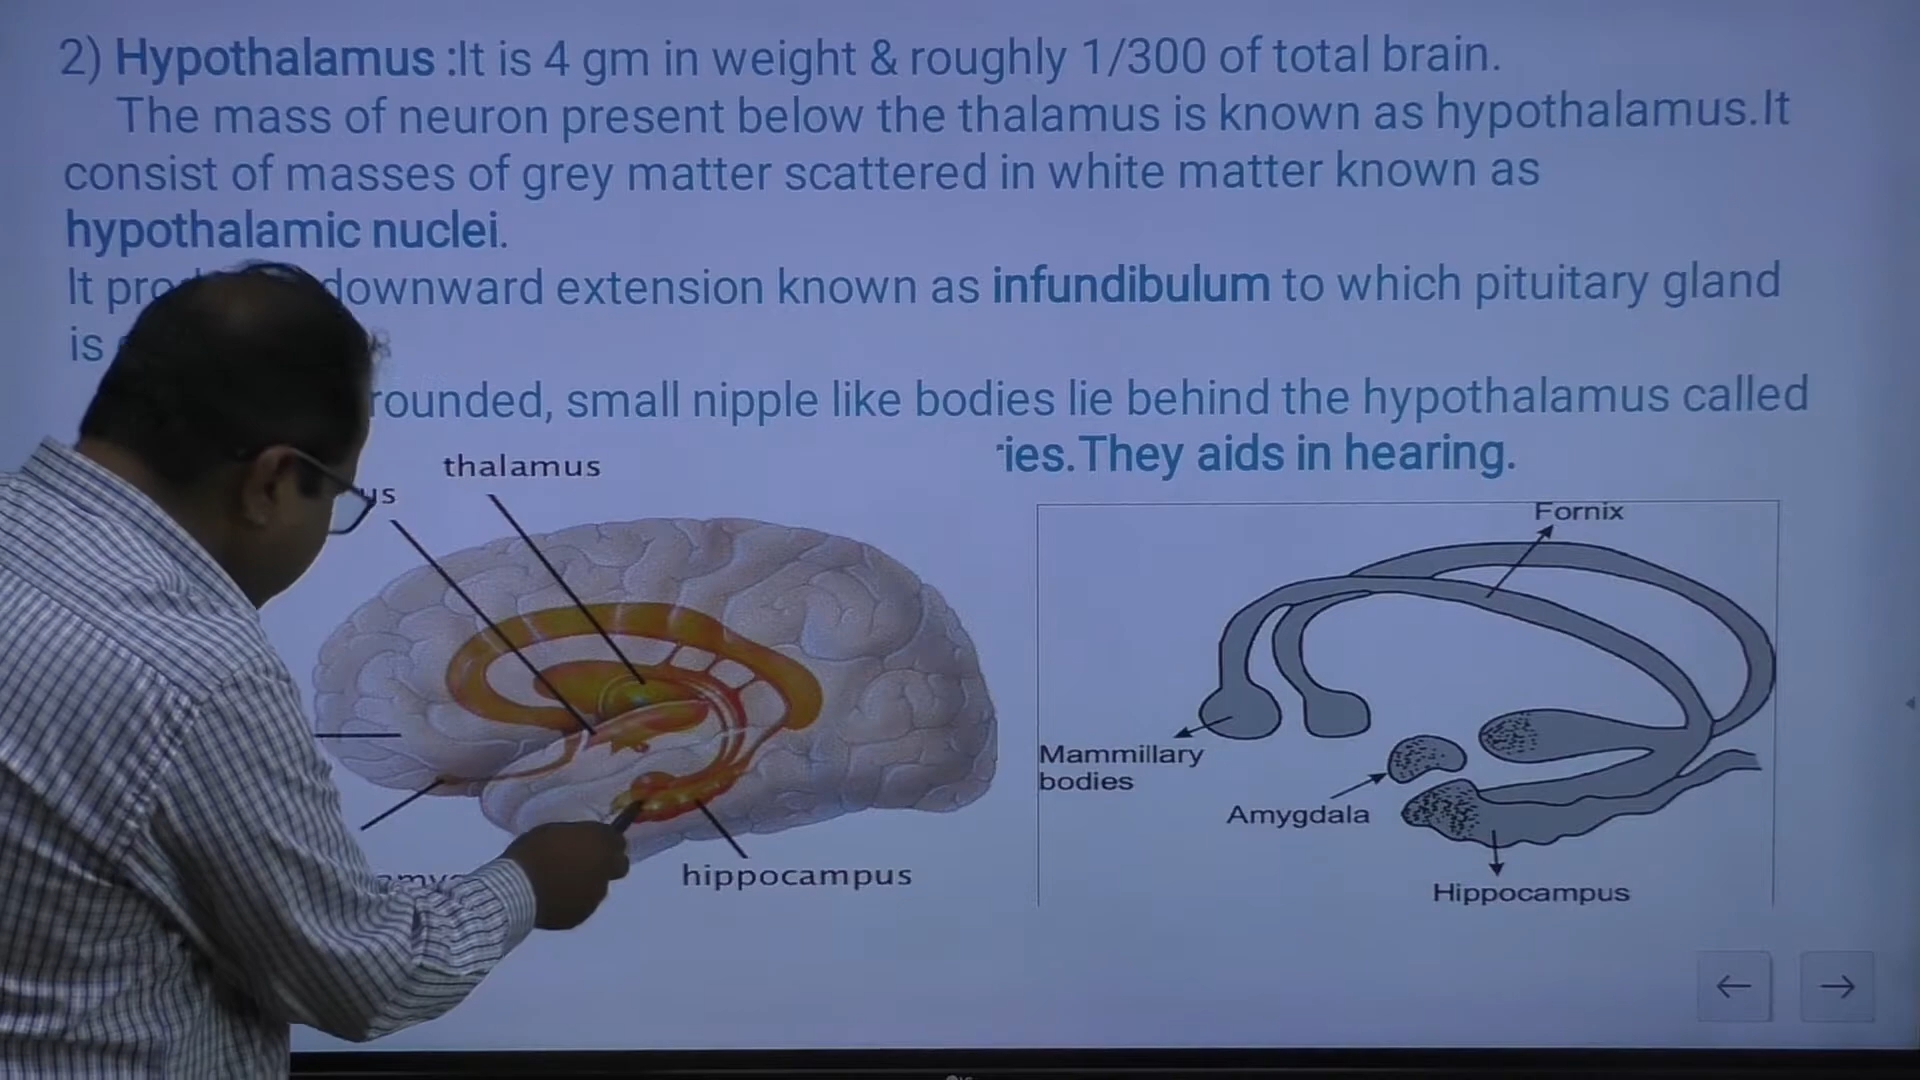 2) Hypothalamus :It is 4 gm in weight & roughly 1/300 of total brain.
The mass of neuron present below the thalamus is known as hypothalamus.It
consist of masses of grey matter scattered in white matter known as
hypothalamic nuclei.
It downward extension known as infundibulum to which pituitary gland
is
rounded, small nipple like bodies lie behind the hypothalamus called
They aids in hearing.
thalamus
hippocampus
Fornix
Mammillary
bodies
Amygdala
Hippocampus